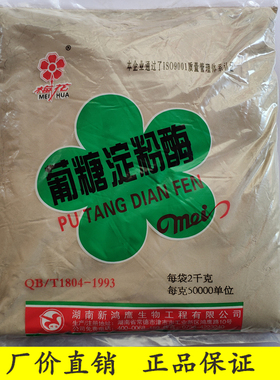 本企业通过了ISO9001质量管理体系认证
梅花
MEI HUA
葡糖淀粉酶
PU TANG DIAN FEN
mei
QB/T1804-1993
每袋2千克
每克50000单位
湖南新鸿鹰生物工程有限公司
厂价直销 正品保证